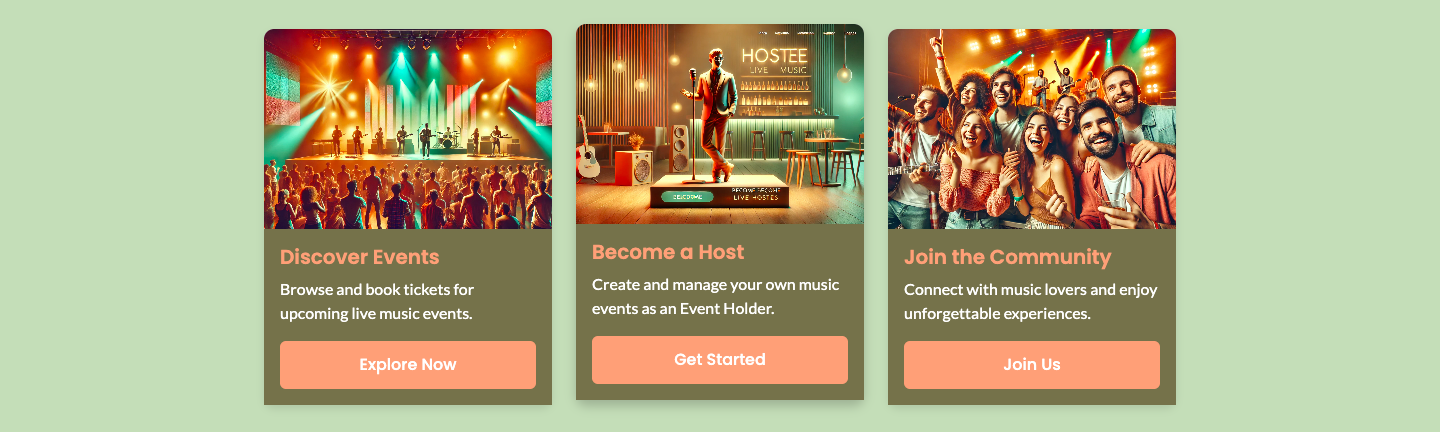 HOSTEE
LIVE MUSIC
LIVE HOSTES
Discover Events
Browse and book tickets for
upcoming live music events.
Explore Now
Become a Host
Create and manage your own music
events as an Event Holder.
Get Started
Join the Community
Connect with music lovers and enjoy
unforgettable experiences.
Join Us